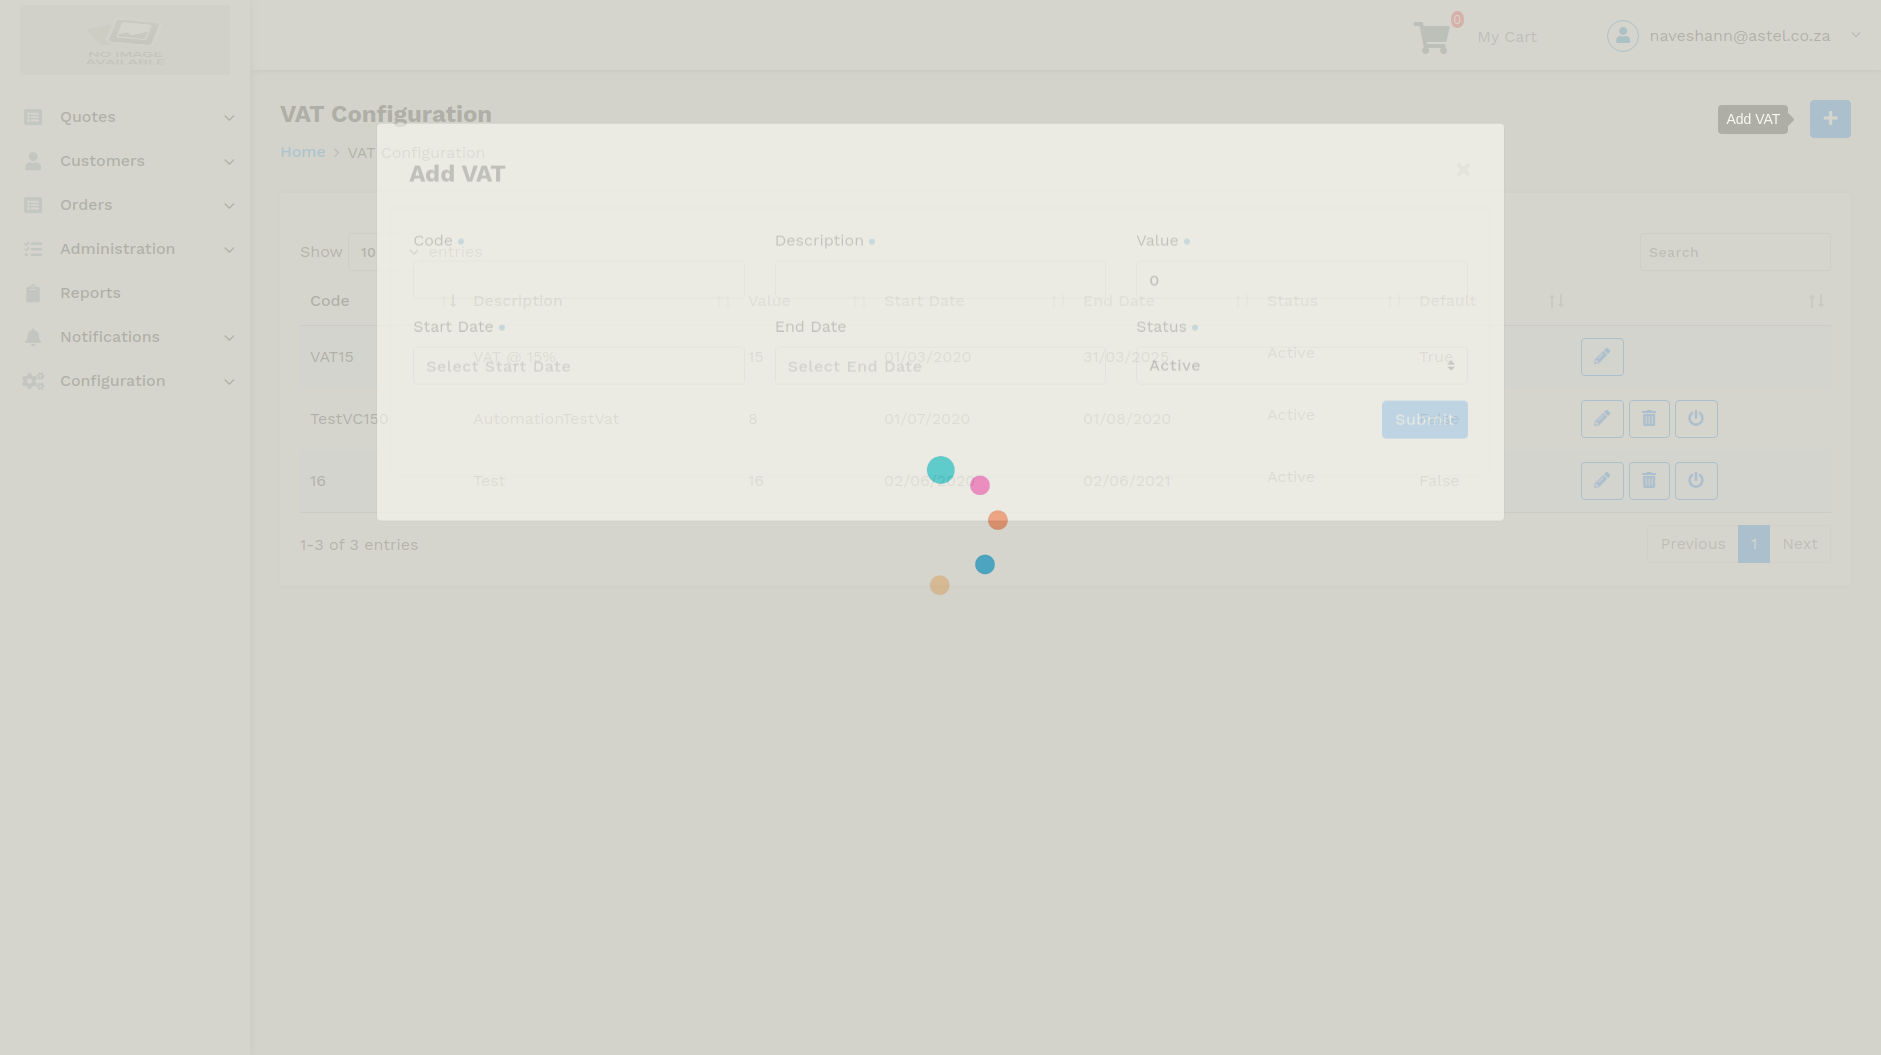 NO IMAGE
AVAILABLE
0
My Cart
naveshann@astel.co.za
Quotes
Customers
Orders
Administration
Reports
Notifications
Configuration
VAT Configuration
Add VAT
Home > VAT Configuration
Add VAT
×
Code
Description
Value
0
Show 10 entries
Search
Code Description Value Start Date End Date Status Default
Start Date
End Date
Status
Select Start Date
Select End Date
Active
VAT15 VAT @ 15% 15 01/03/2020 31/03/2025 Active True
TestVC150 AutomationTestVat 8 01/07/2020 01/08/2020 Active False
Submit
16 Test 16 02/06/2020 02/06/2021 Active False
1-3 of 3 entries
Previous 1 Next